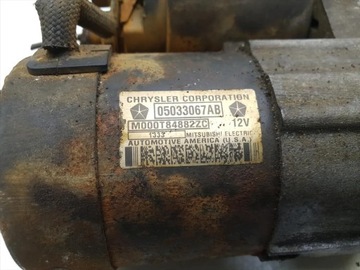 CHRYSLER CORPORATION
05033067AB
M000T84882ZC 12V
MITSUBISHI ELECTRIC
AUTOMOTIVE AMERICA (U.S.A.